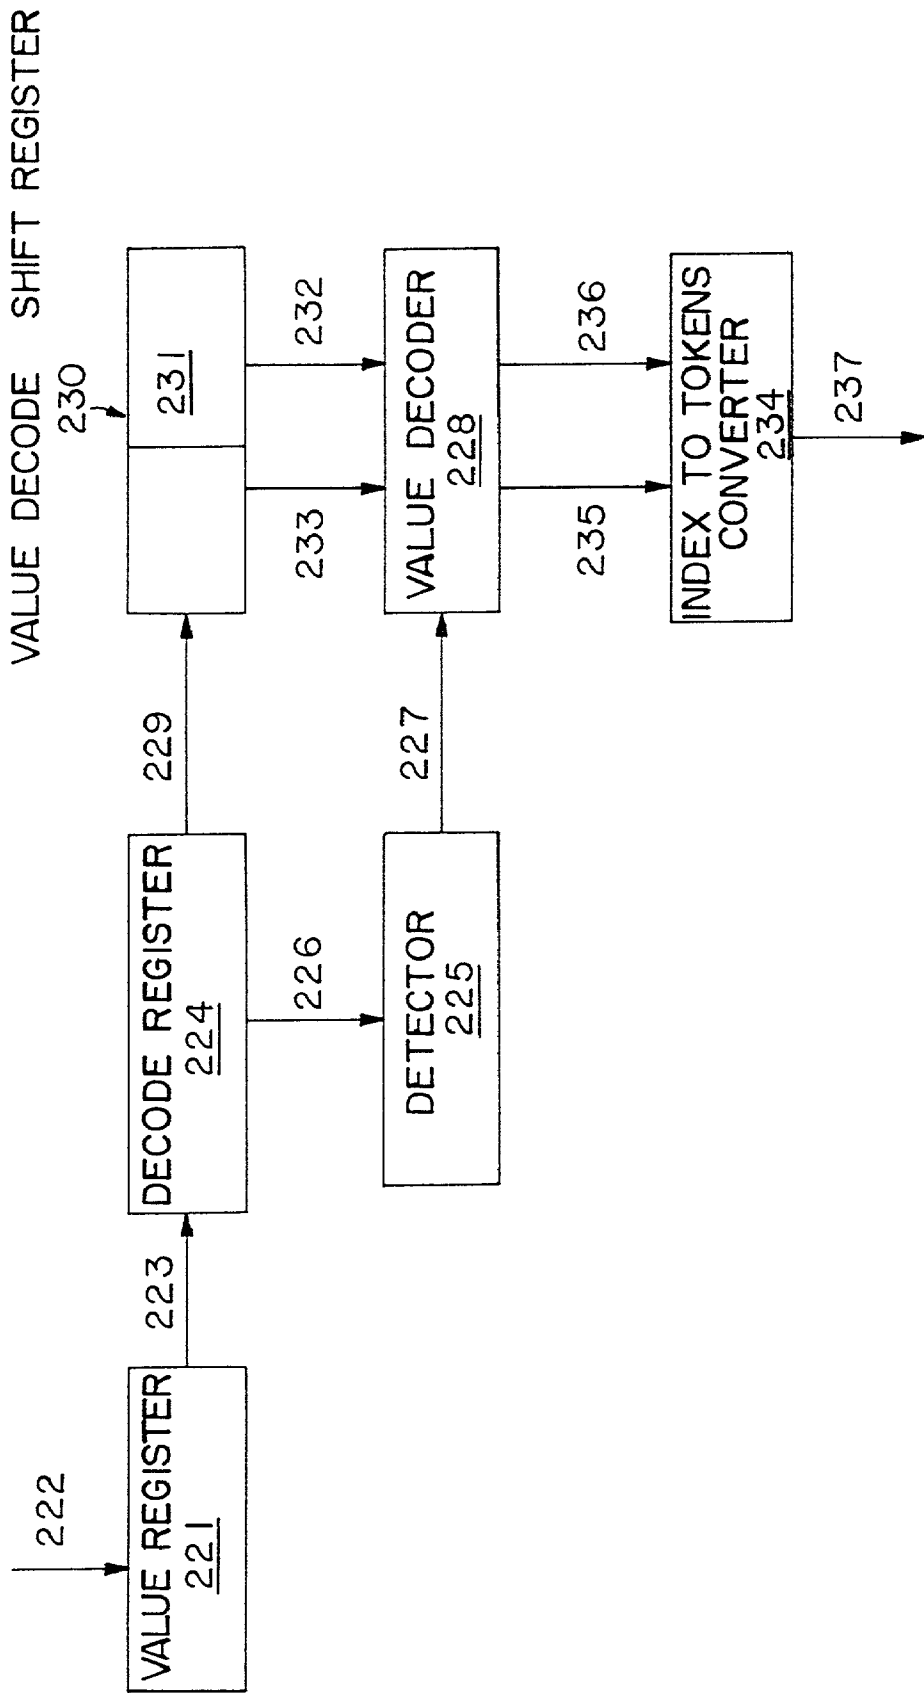 VALUE DECODE SHIFT REGISTER
230
231
232
233
VALUE DECODER
228
236
235
INDEX TO TOKENS
CONVERTER
234
237
229
227
DECODE REGISTER
224
226
DETECTOR
225
223
222
VALUE REGISTER
221